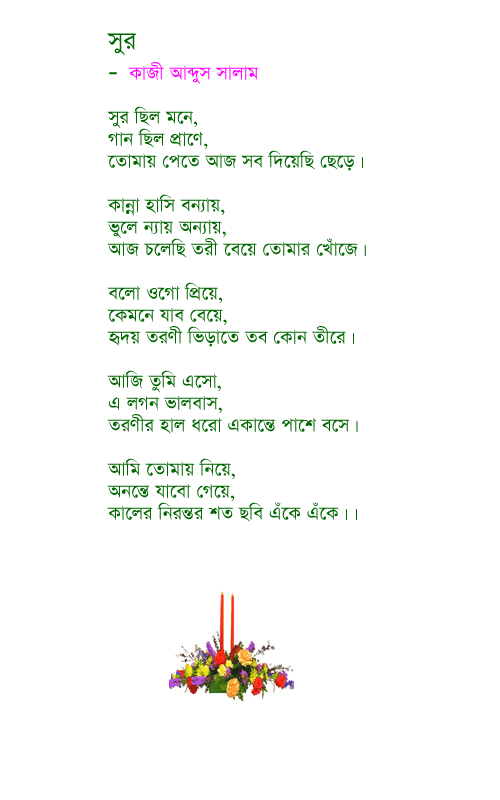 সুর
- কাজী আব্দুস সালাম
সুর ছিল মনে,
গান ছিল প্রাণে,
তোমায় পেতে আজ সব দিয়েছি ছেড়ে।
কান্না হাসি বন্যায়,
ভুলে ন্যায় অন্যায়,
আজ চলেছি তরী বেয়ে তোমার খোঁজে।
বলো ওগো প্রিয়ে,
কেমনে যাব বেয়ে,
হৃদয় তরণী ভিড়াতে তব কোন তীরে।
আজি তুমি এসো,
এ লগন ভালবাস,
তরণীর হাল ধরো একান্তে পাশে বসে।
আমি তোমায় নিয়ে,
অনন্তে যাবো গেয়ে,
কালের নিরন্তর শত ছবি এঁকে এঁকে।।